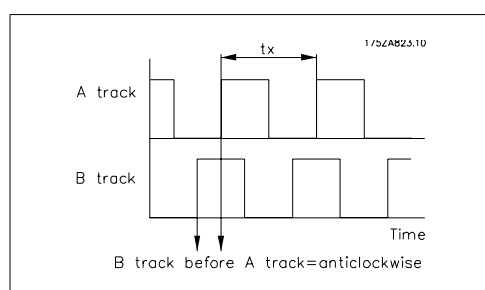 175ZA823.10
tx
A track
B track
Time
B track before A track=anticlockwise